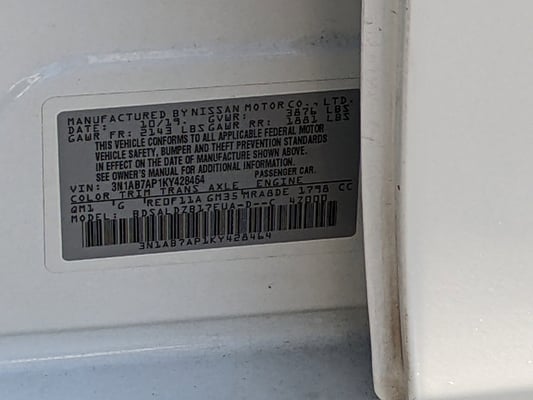 MANUFACTURED BY NISSAN MOTOR CO., LTD.
DATE: 10/19. GVWR: 3876 LBS
GAWR FR: 2143 LBS GAWR RR: 1881 LBS
THIS VEHICLE CONFORMS TO ALL APPLICABLE FEDERAL MOTOR
VEHICLE SAFETY, BUMPER AND THEFT PREVENTION STANDARDS
IN EFFECT ON THE DATE OF MANUFACTURE SHOWN ABOVE.
SEE OWNER'S MANUAL FOR ADDITIONAL INFORMATION
VIN: 3N1AB7AP1KY428464 PASSENGER CAR.
COLOR TRIM TRANS AXLE ENGINE
QM1 G RE0F11A GM35 MRA8DE 1798 CC
MODEL: BDSALDZB17EUA-D--C 42000
3N1AB7AP1KY428464